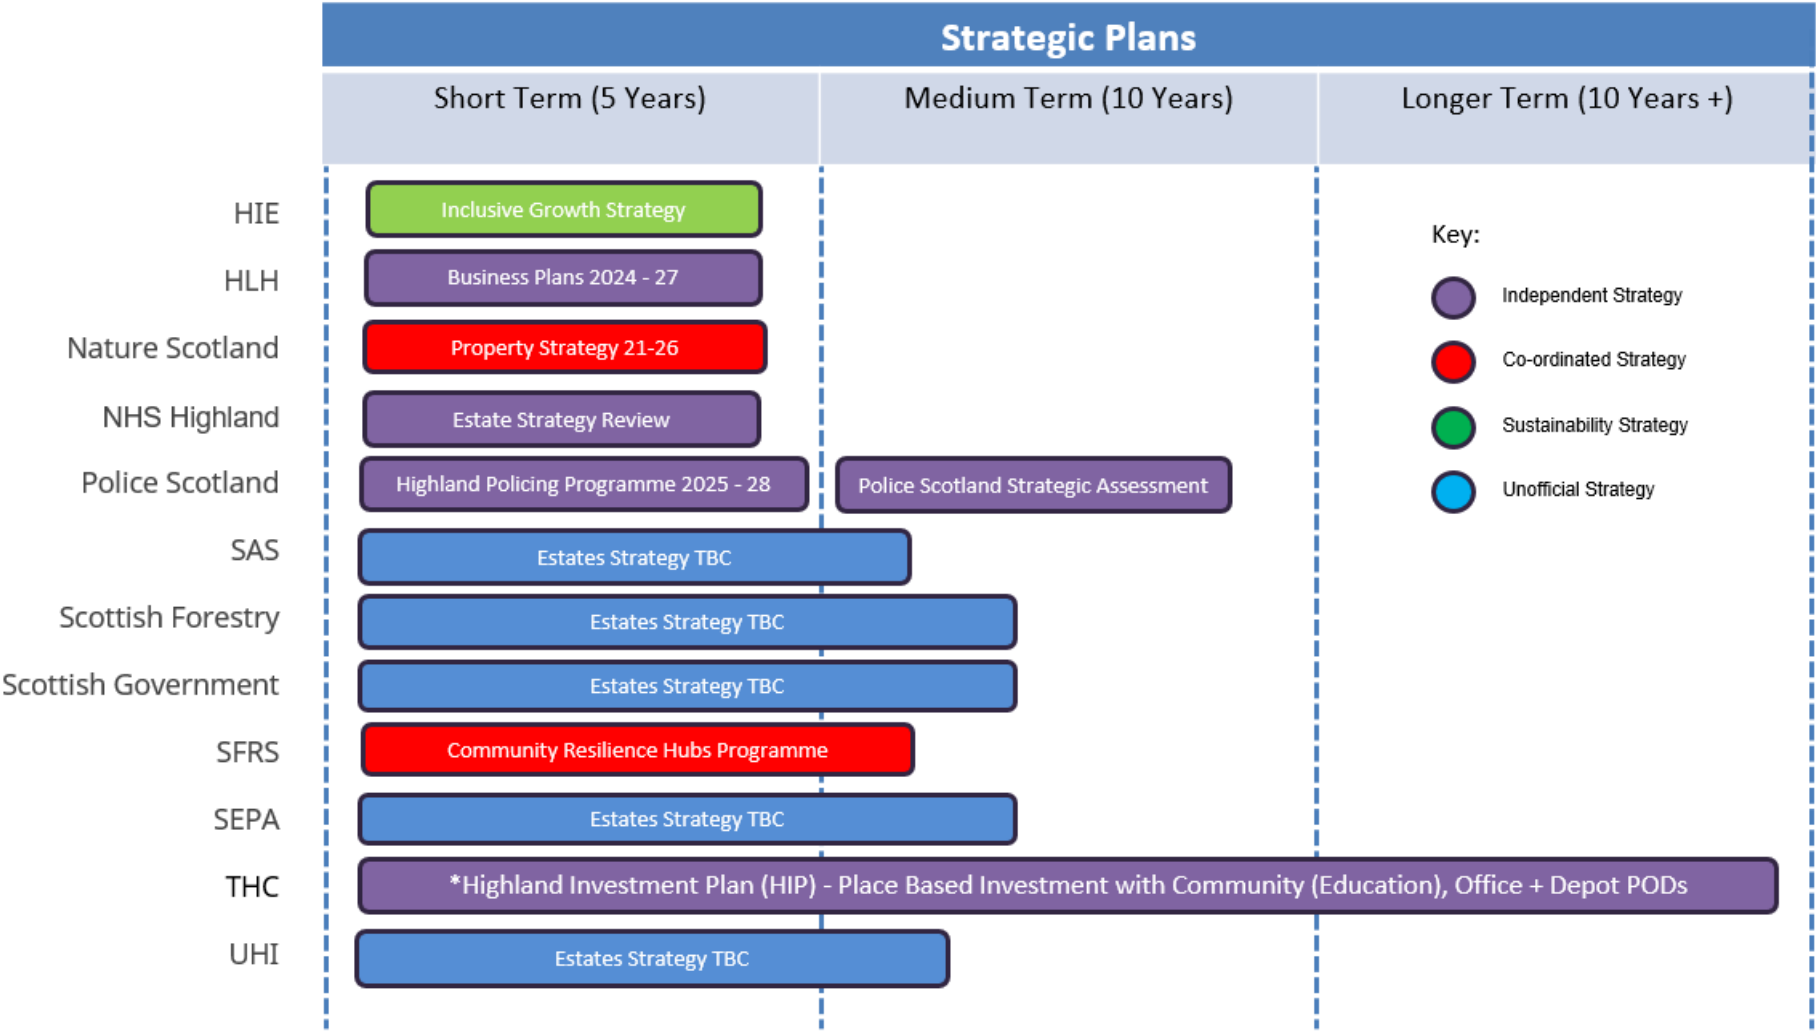 Strategic Plans
Short Term (5 Years)
Medium Term (10 Years)
Longer Term (10 Years +)
HIE
Inclusive Growth Strategy
HLH
Business Plans 2024 - 27
Nature Scotland
Property Strategy 21-26
NHS Highland
Estate Strategy Review
Police Scotland
Highland Policing Programme 2025 - 28
Police Scotland Strategic Assessment
SAS
Estates Strategy TBC
Scottish Forestry
Estates Strategy TBC
Scottish Government
Estates Strategy TBC
SFRS
Community Resilience Hubs Programme
SEPA
Estates Strategy TBC
THC
*Highland Investment Plan (HIP) - Place Based Investment with Community (Education), Office + Depot PODs
UHI
Estates Strategy TBC
Key:
Independent Strategy
Co-ordinated Strategy
Sustainability Strategy
Unofficial Strategy